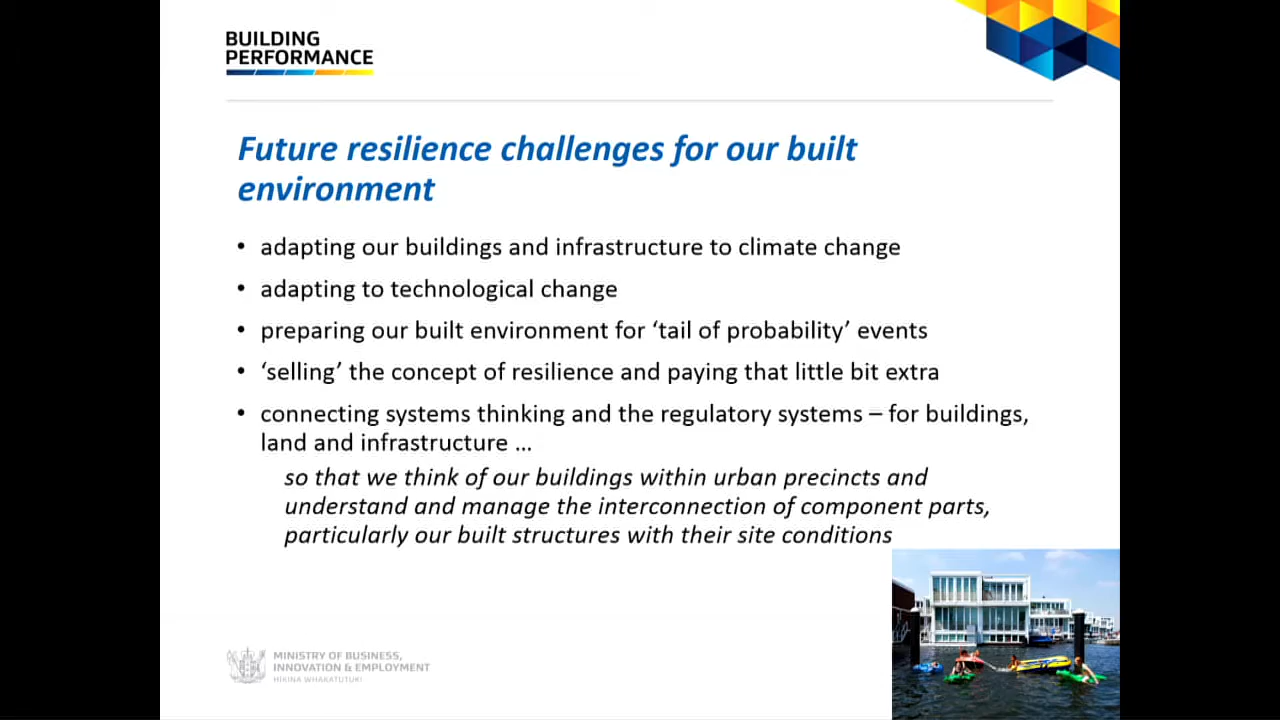 BUILDING
PERFORMANCE
Future resilience challenges for our built
environment
• adapting our buildings and infrastructure to climate change
• adapting to technological change
• preparing our built environment for ‘tail of probability’ events
• ‘selling’ the concept of resilience and paying that little bit extra
• connecting systems thinking and the regulatory systems – for buildings,
land and infrastructure ...
so that we think of our buildings within urban precincts and
understand and manage the interconnection of component parts,
particularly our built structures with their site conditions
MINISTRY OF BUSINESS,
INNOVATION & EMPLOYMENT
HĪKINA WHAKATUTUKI